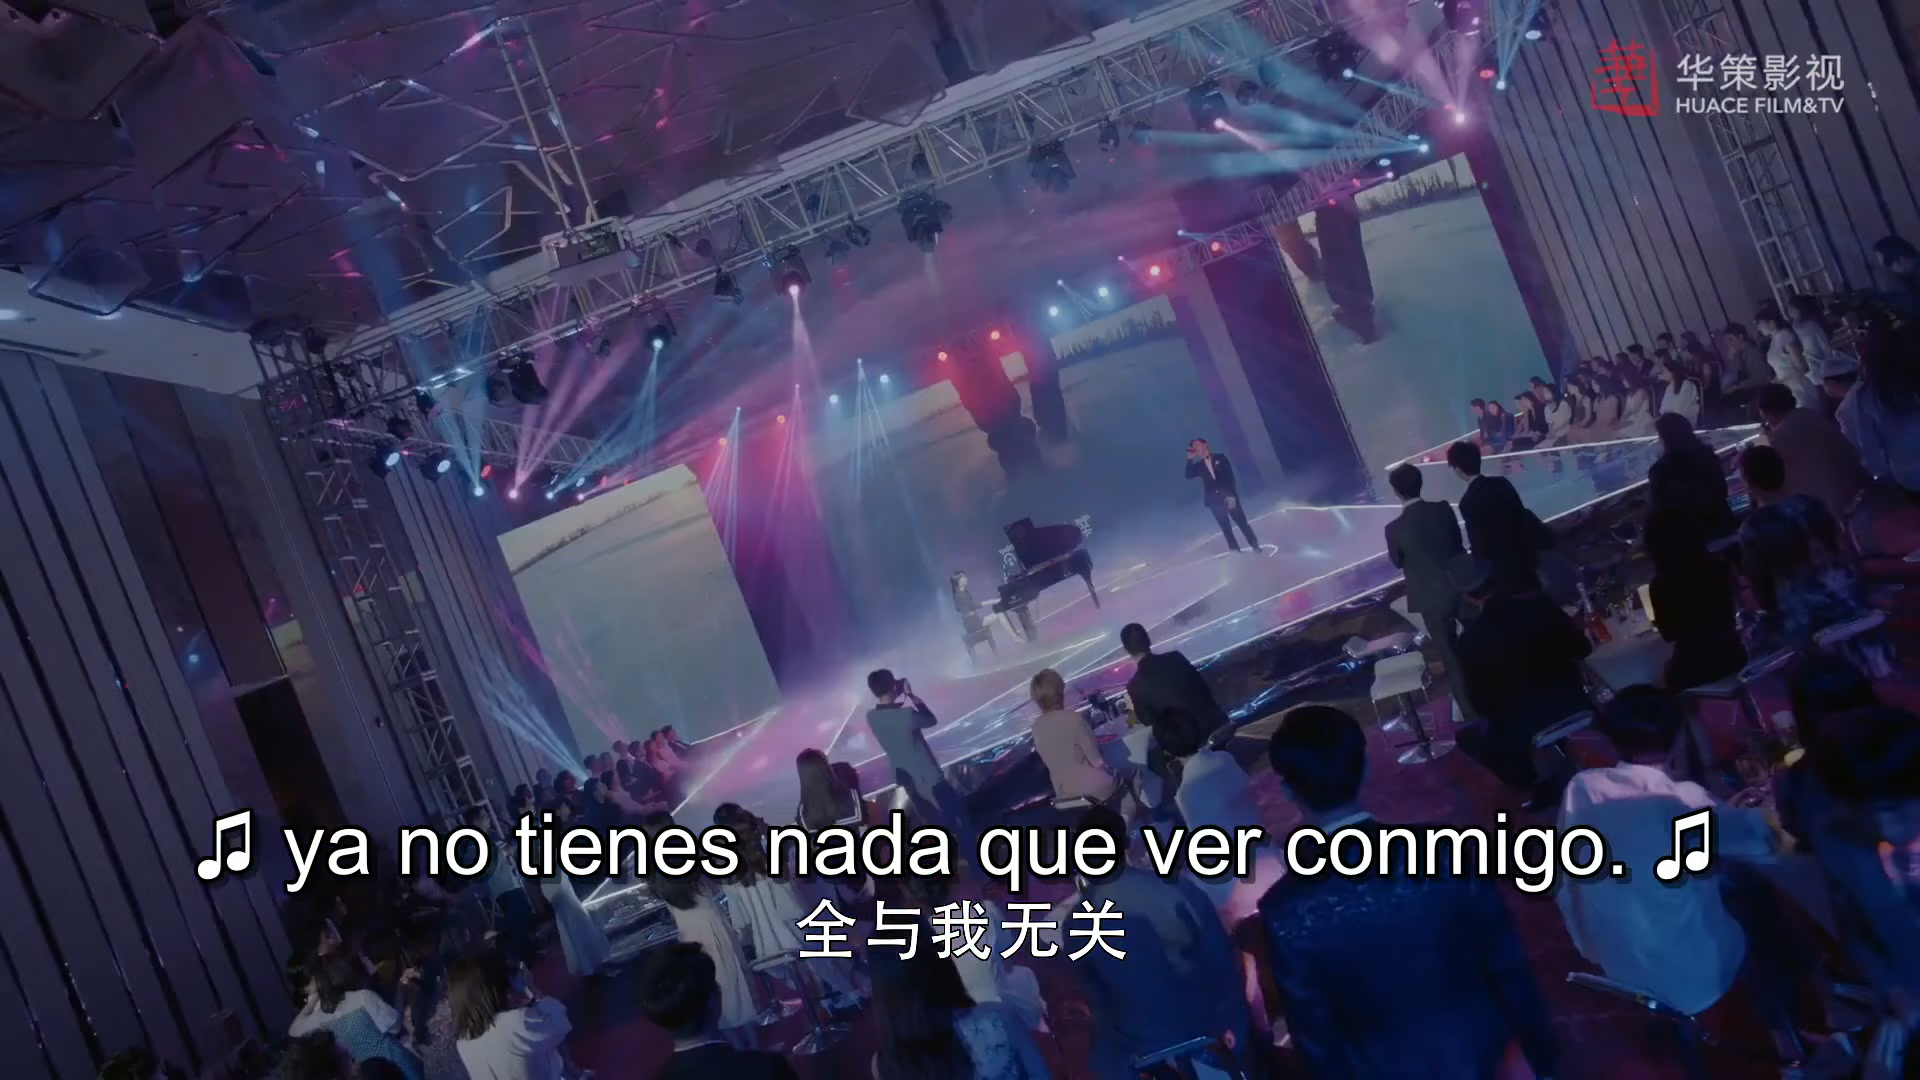 華
华策影视
HUACE FILM&TV
♫ ya no tienes nada que ver conmigo. ♫
全与我无关